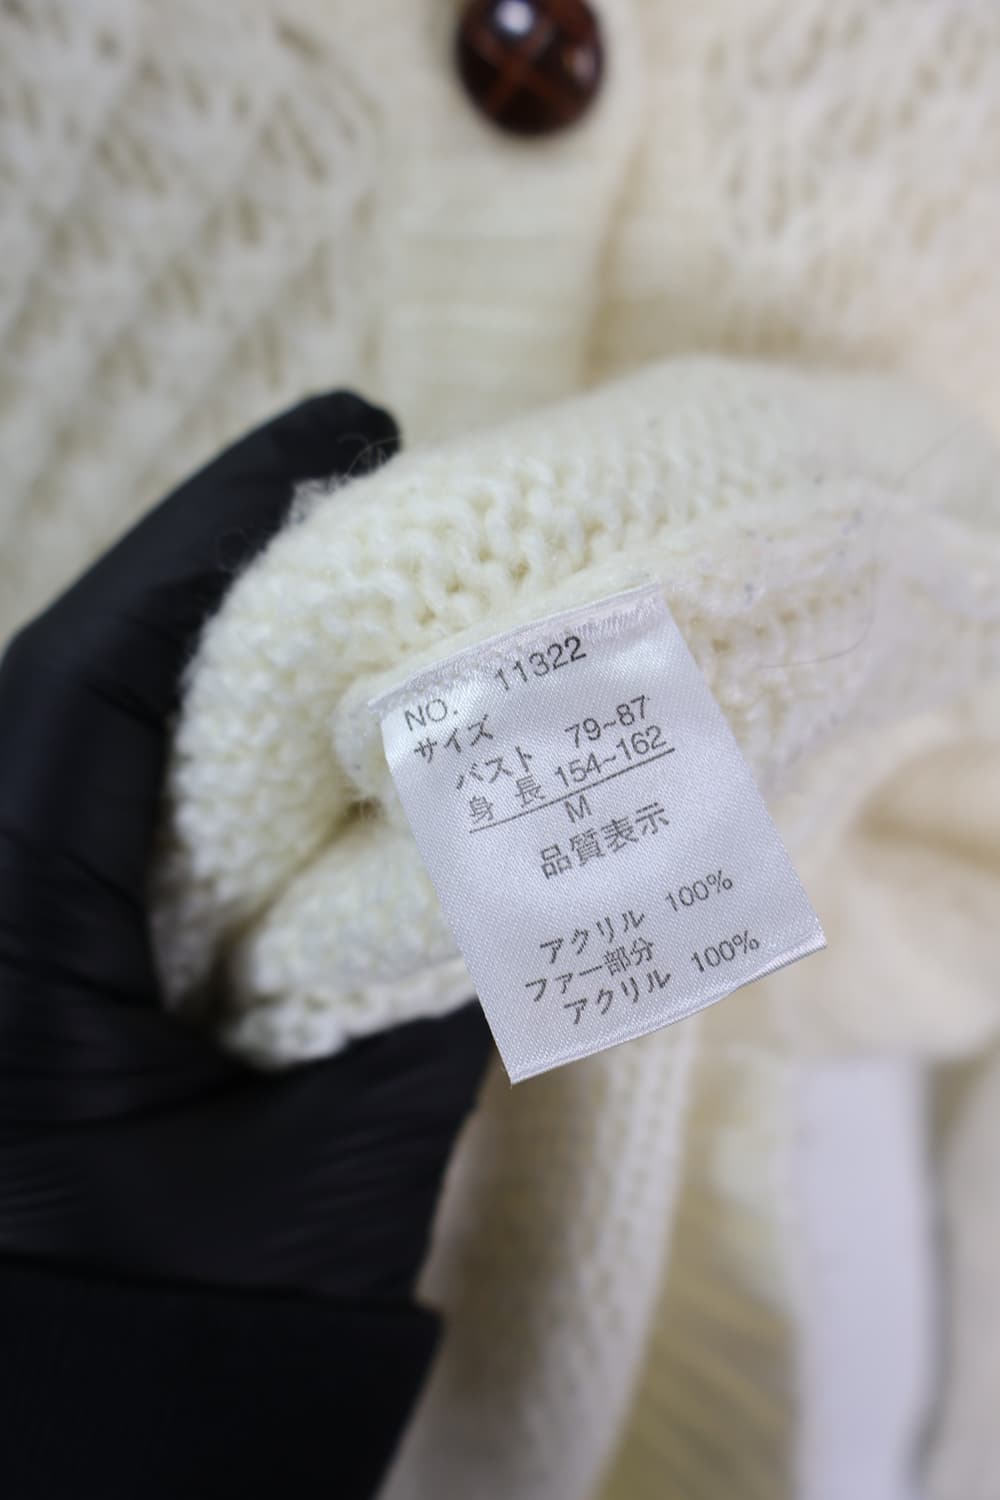 NO. 11322
サイズ
バスト 79~87
身長 154~162
M
品質表示
アクリル 100%
ファー部分
アクリル 100%